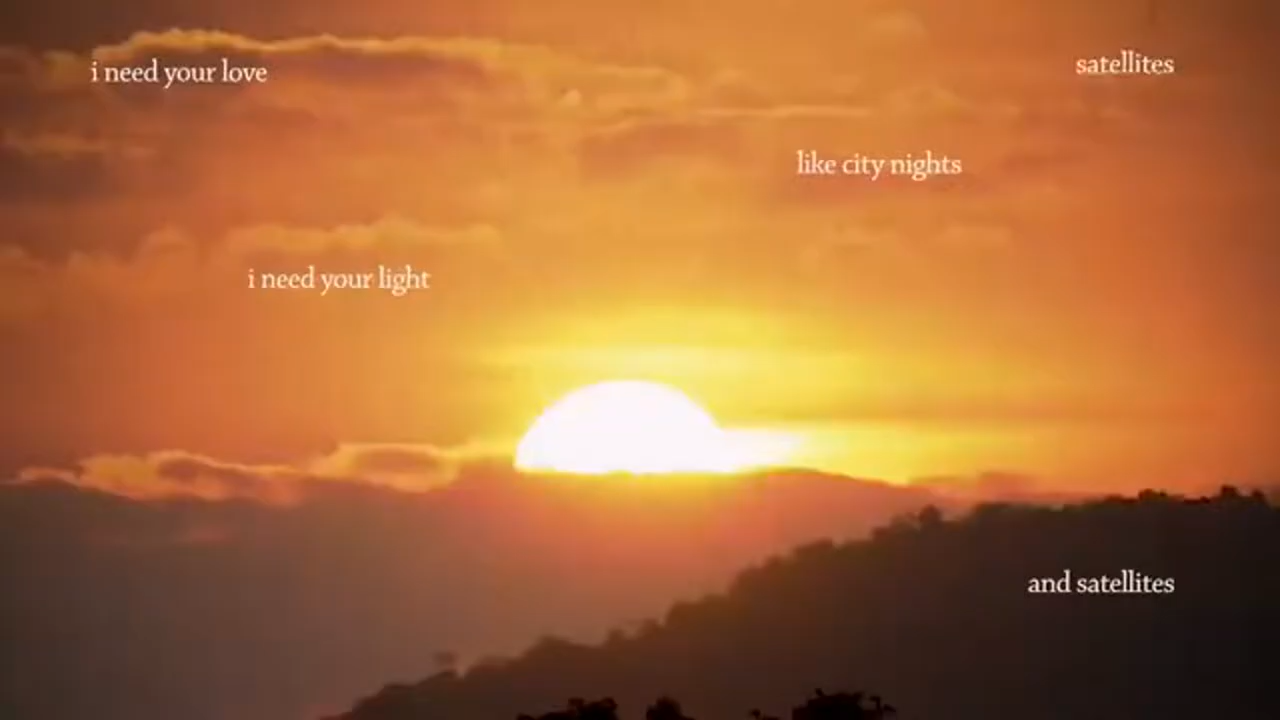 i need your love
satellites
like city nights
i need your light
and satellites